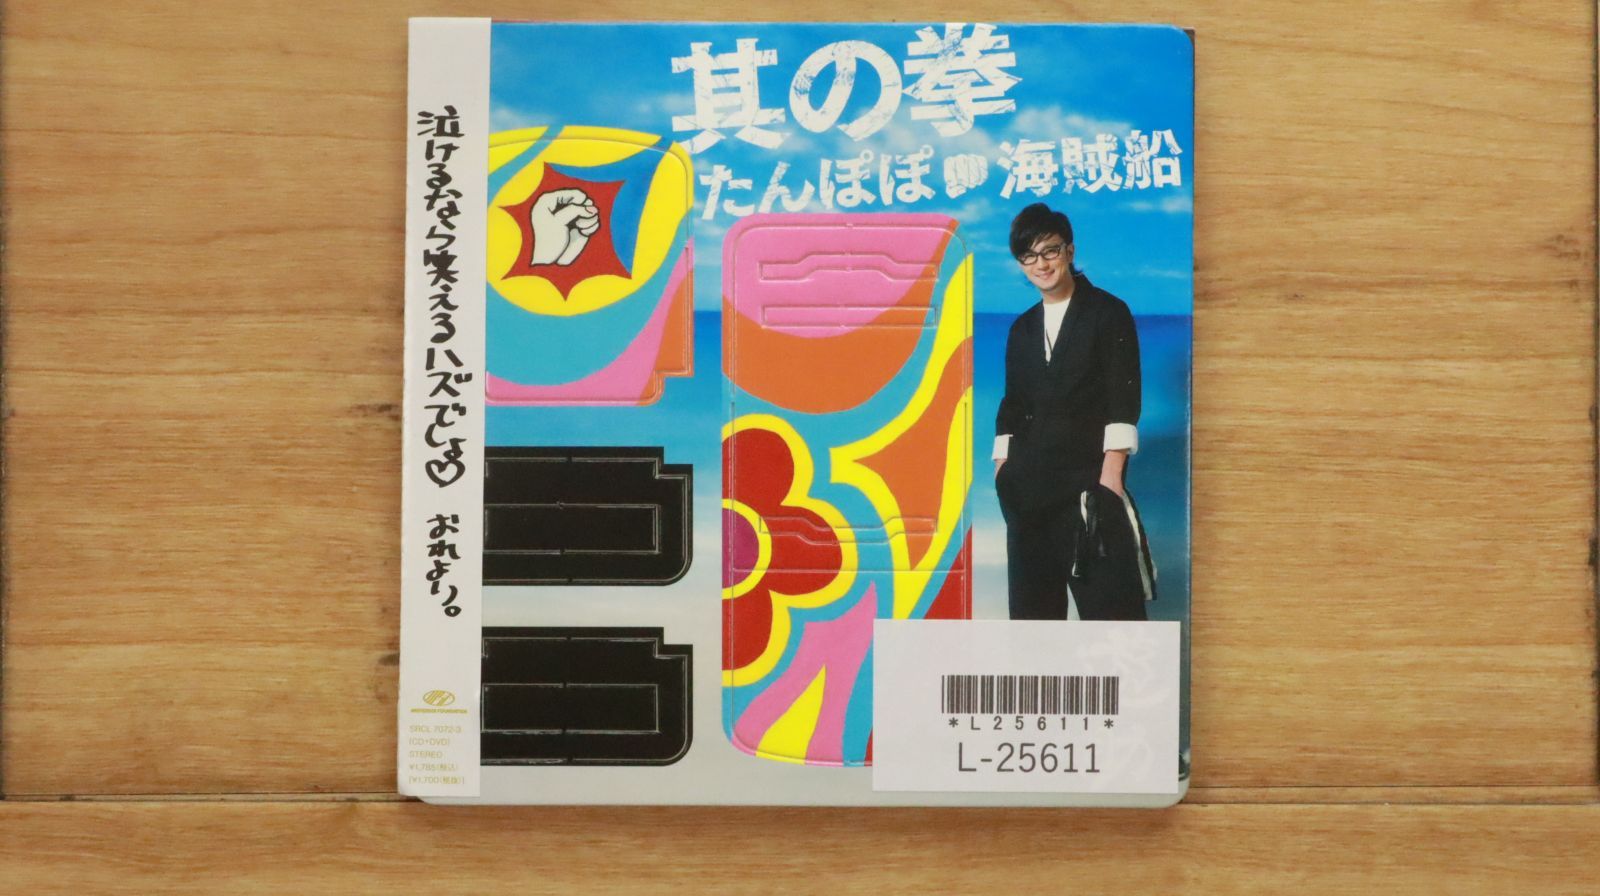 其の拳
たんぽぽ 海賊船
泣けるなら笑えるハズでしょ♡ おれより。
MASTERSIX FOUNDATION
SRCL 7072-3
(CD+DVD)
STEREO
¥1,785(税込)
[¥1,700(税抜)]
*L25611*
L-25611